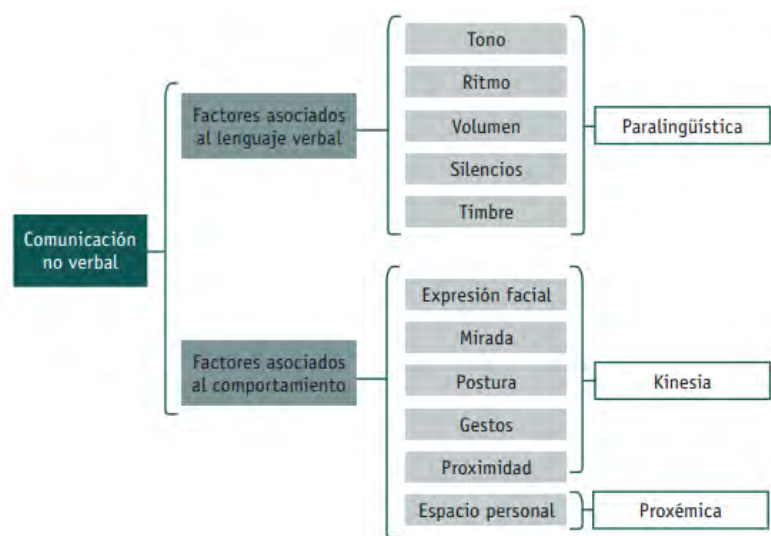 Comunicación
no verbal
Factores asociados
al lenguaje verbal
Tono
Ritmo
Volumen
Silencios
Timbre
Paralingüística
Factores asociados
al comportamiento
Expresión facial
Mirada
Postura
Gestos
Proximidad
Kinesia
Espacio personal
Proxémica